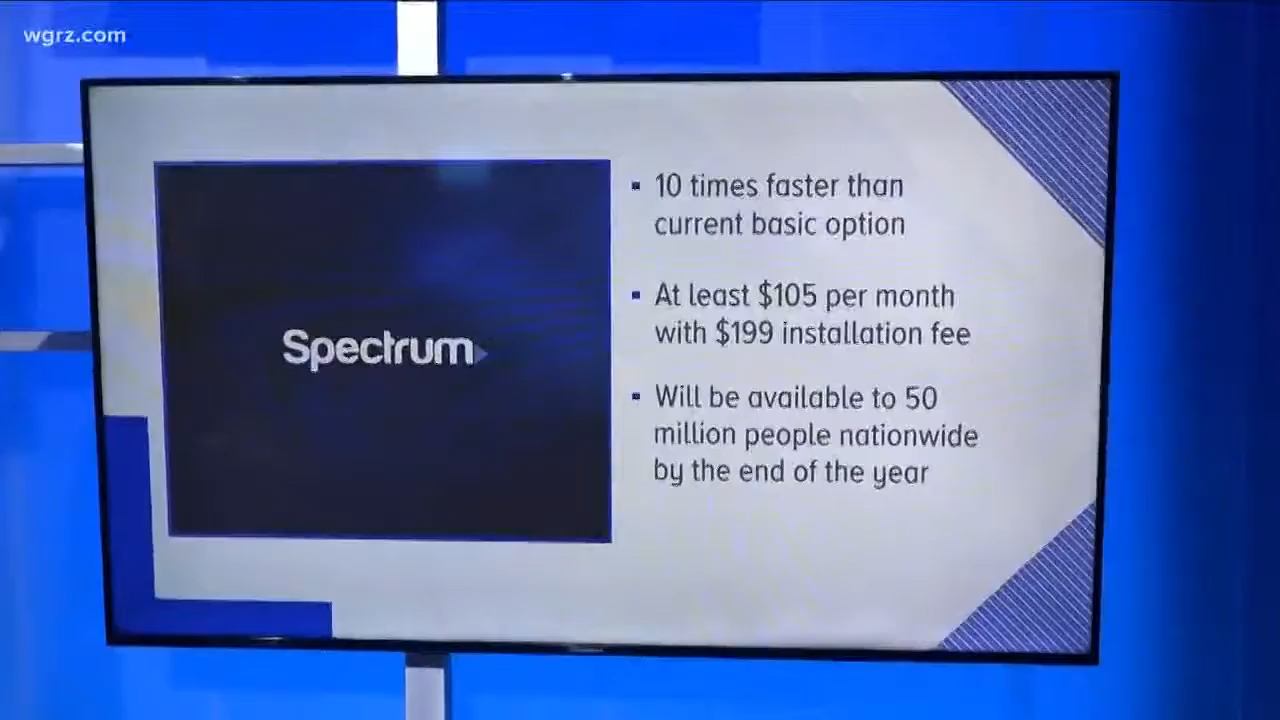 wgrz.com
Spectrum
▪ 10 times faster than
current basic option
▪ At least $105 per month
with $199 installation fee
▪ Will be available to 50
million people nationwide
by the end of the year